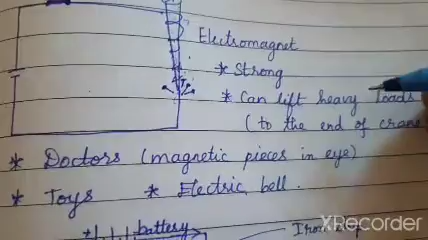 Electromagnet
* Strong
* Can lift heavy loads
(to the end of crane
* Doctors (magnetic pieces in eye)
* Toys * Electric bell.
battery
XRecorder